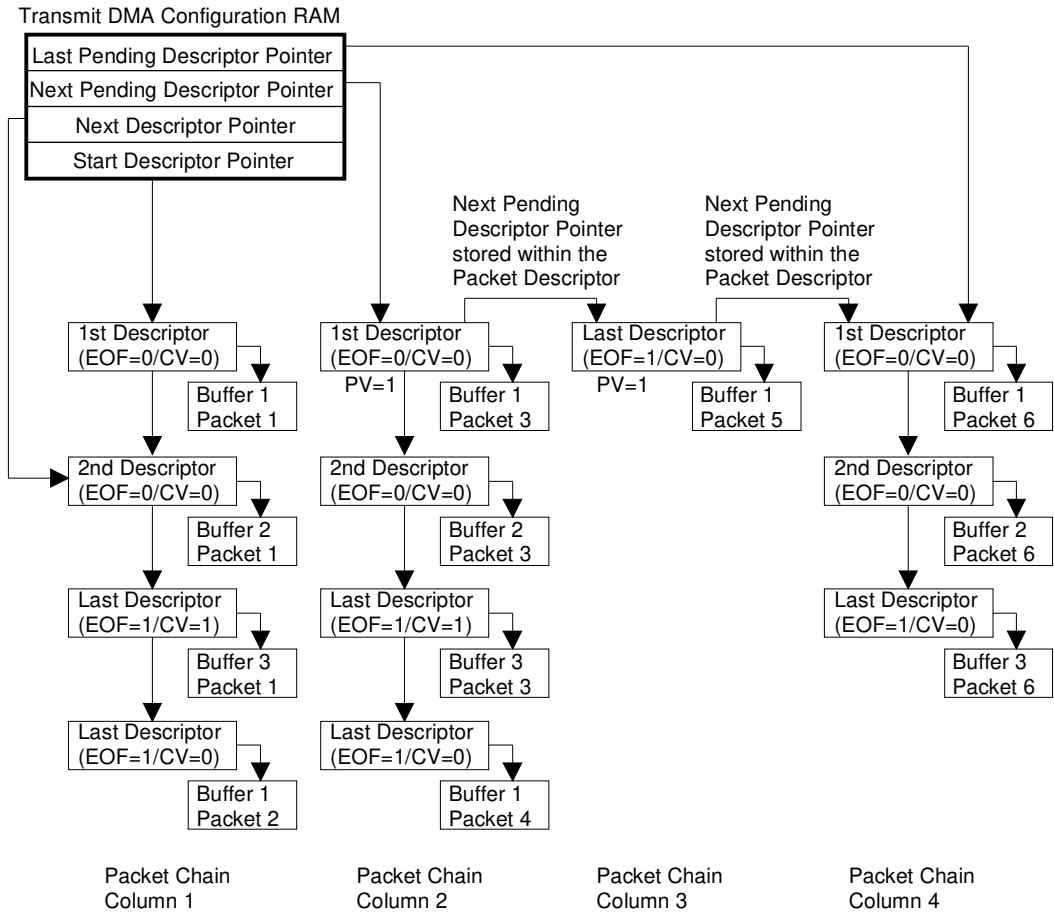 Transmit DMA Configuration RAM
Last Pending Descriptor Pointer
Next Pending Descriptor Pointer
Next Descriptor Pointer
Start Descriptor Pointer
Next Pending
Descriptor Pointer
stored within the
Packet Descriptor
Next Pending
Descriptor Pointer
stored within the
Packet Descriptor
1st Descriptor
(EOF=0/CV=0)
Buffer 1
Packet 1
2nd Descriptor
(EOF=0/CV=0)
Buffer 2
Packet 1
Last Descriptor
(EOF=1/CV=1)
Buffer 3
Packet 1
Last Descriptor
(EOF=1/CV=0)
Buffer 1
Packet 2
1st Descriptor
(EOF=0/CV=0)
PV=1
Buffer 1
Packet 3
2nd Descriptor
(EOF=0/CV=0)
Buffer 2
Packet 3
Last Descriptor
(EOF=1/CV=1)
Buffer 3
Packet 3
Last Descriptor
(EOF=1/CV=0)
Buffer 1
Packet 4
Last Descriptor
(EOF=1/CV=0)
PV=1
Buffer 1
Packet 5
1st Descriptor
(EOF=0/CV=0)
Buffer 1
Packet 6
2nd Descriptor
(EOF=0/CV=0)
Buffer 2
Packet 6
Last Descriptor
(EOF=1/CV=0)
Buffer 3
Packet 6
Packet Chain
Column 1
Packet Chain
Column 2
Packet Chain
Column 3
Packet Chain
Column 4